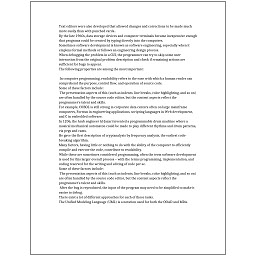 Text editors were also developed that allowed changes and corrections to be made much
more easily than with punched cards.
By the late 1960s, data storage devices and computer terminals became inexpensive enough
that programs could be created by typing directly into the computers.
Sometimes software development is known as software engineering, especially when it
employs formal methods or follows an engineering design process.
When debugging the problem in a GUI, the programmer can try to skip some user
interaction from the original problem description and check if remaining actions are
sufficient for bugs to appear.
The following properties are among the most important:

In computer programming, readability refers to the ease with which a human reader can
comprehend the purpose, control flow, and operation of source code.
Some of these factors include:
The presentation aspects of this (such as indents, line breaks, color highlighting, and so on)
are often handled by the source code editor, but the content aspects reflect the
programmer's talent and skills.
For example, COBOL is still strong in corporate data centers often on large mainframe
computers, Fortran in engineering applications, scripting languages in Web development,
and C in embedded software.
In 1206, the Arab engineer Al-Jazari invented a programmable drum machine where a
musical mechanical automaton could be made to play different rhythms and drum patterns,
via pegs and cams.
He gave the first description of cryptanalysis by frequency analysis, the earliest code-
breaking algorithm.
Many factors, having little or nothing to do with the ability of the computer to efficiently
compile and execute the code, contribute to readability.
While these are sometimes considered programming, often the term software development
is used for this larger overall process – with the terms programming, implementation, and
coding reserved for the writing and editing of code per se.
Some of these factors include:
The presentation aspects of this (such as indents, line breaks, color highlighting, and so on)
are often handled by the source code editor, but the content aspects reflect the
programmer's talent and skills.
After the bug is reproduced, the input of the program may need to be simplified to make it
easier to debug.
There exist a lot of different approaches for each of those tasks.
The Unified Modeling Language (UML) is a notation used for both the OOAD and MDA.